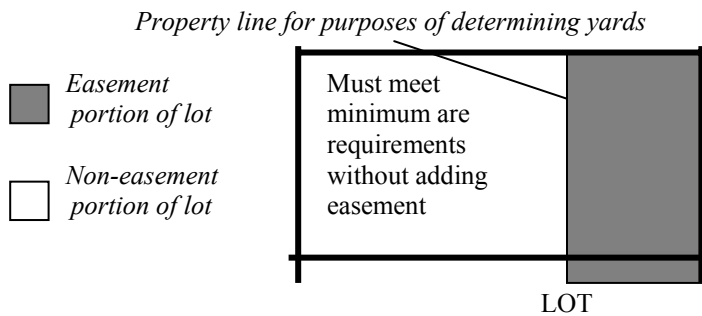 Property line for purposes of determining yards
Easement
portion of lot
Non-easement
portion of lot
Must meet
minimum are
requirements
without adding
easement
LOT